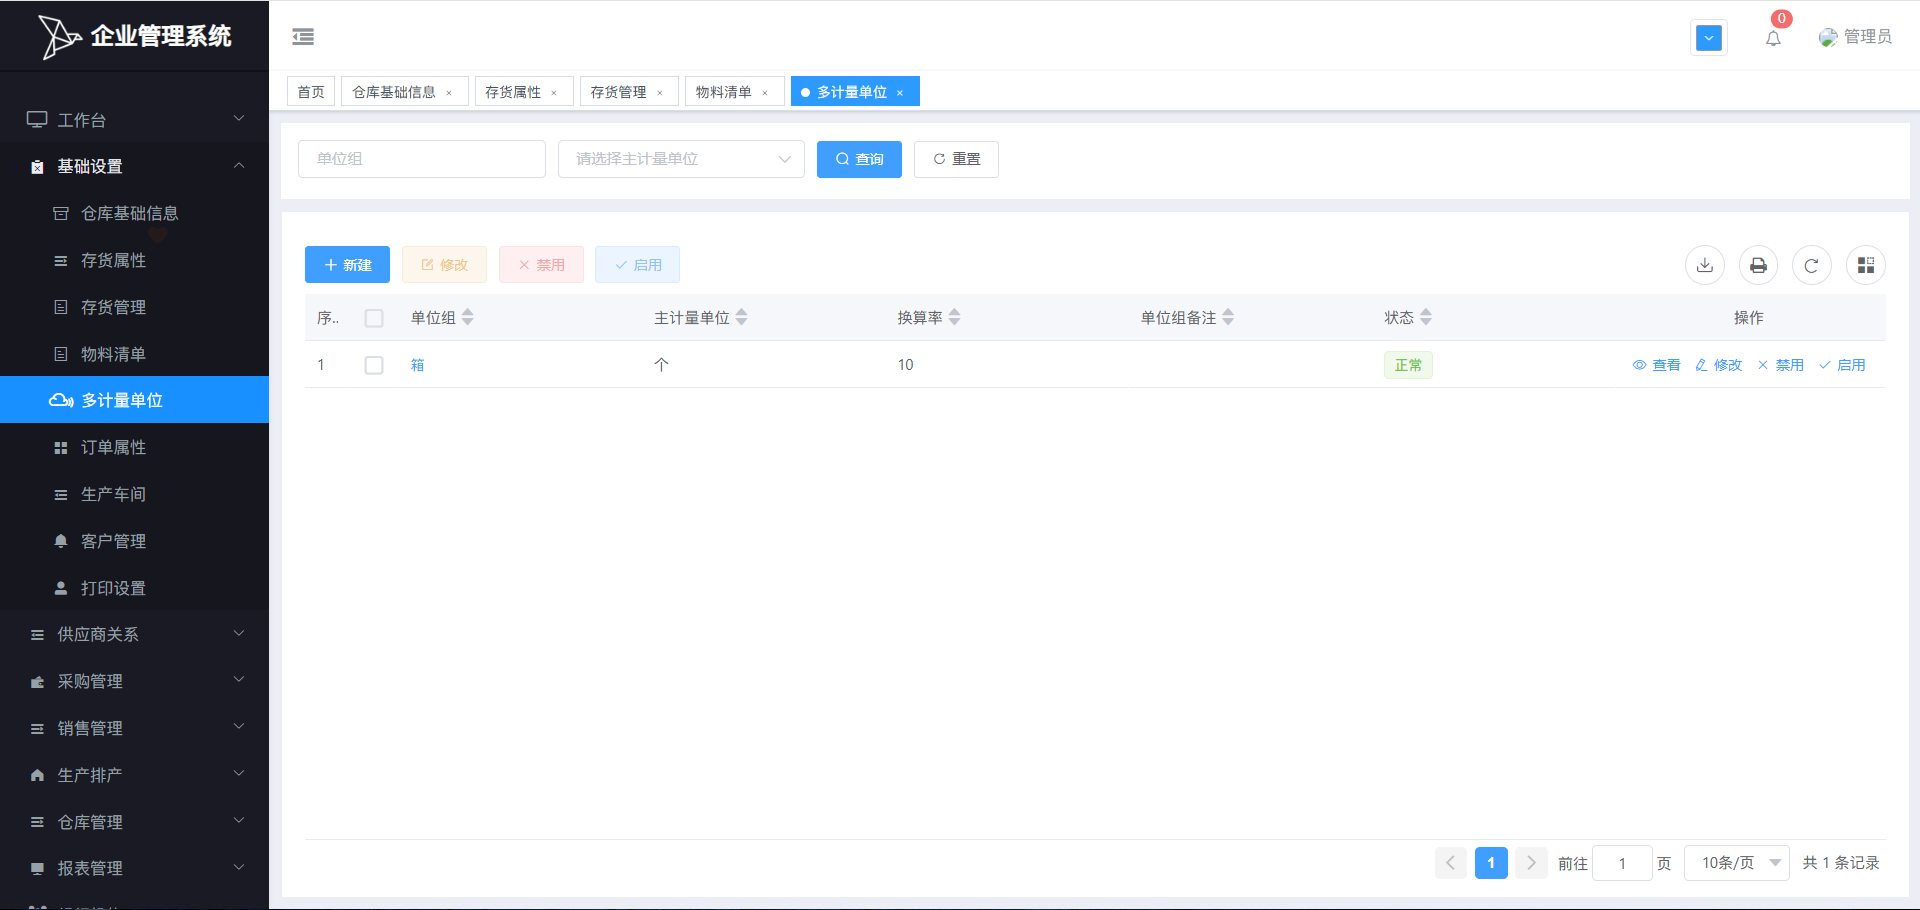 企业管理系统
0
管理员
首页
仓库基础信息
存货属性
存货管理
物料清单
多计量单位
工作台
基础设置
仓库基础信息
存货属性
存货管理
物料清单
多计量单位
订单属性
生产车间
客户管理
打印设置
供应商关系
采购管理
销售管理
生产排产
仓库管理
报表管理
单位组
请选择主计量单位
查询
重置
新建
修改
禁用
启用
序.. 单位组 主计量单位 换算率 单位组备注 状态 操作
1 箱 个 10 正常 查看 修改 禁用 启用
1 前往 1 页 10条/页 共 1 条记录